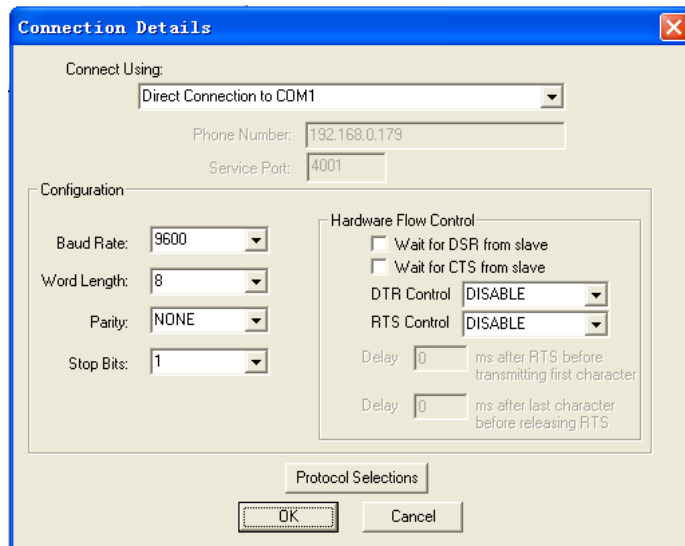 Connection Details
Connect Using:
Direct Connection to COM1
Phone Number: 192.168.0.179
Service Port: 4001
Configuration
Baud Rate: 9600
Word Length: 8
Parity: NONE
Stop Bits: 1
Hardware Flow Control
Wait for DSR from slave
Wait for CTS from slave
DTR Control DISABLE
RTS Control DISABLE
Delay 0 ms after RTS before
transmitting first character
Delay 0 ms after last character
before releasing RTS
Protocol Selections
OK Cancel